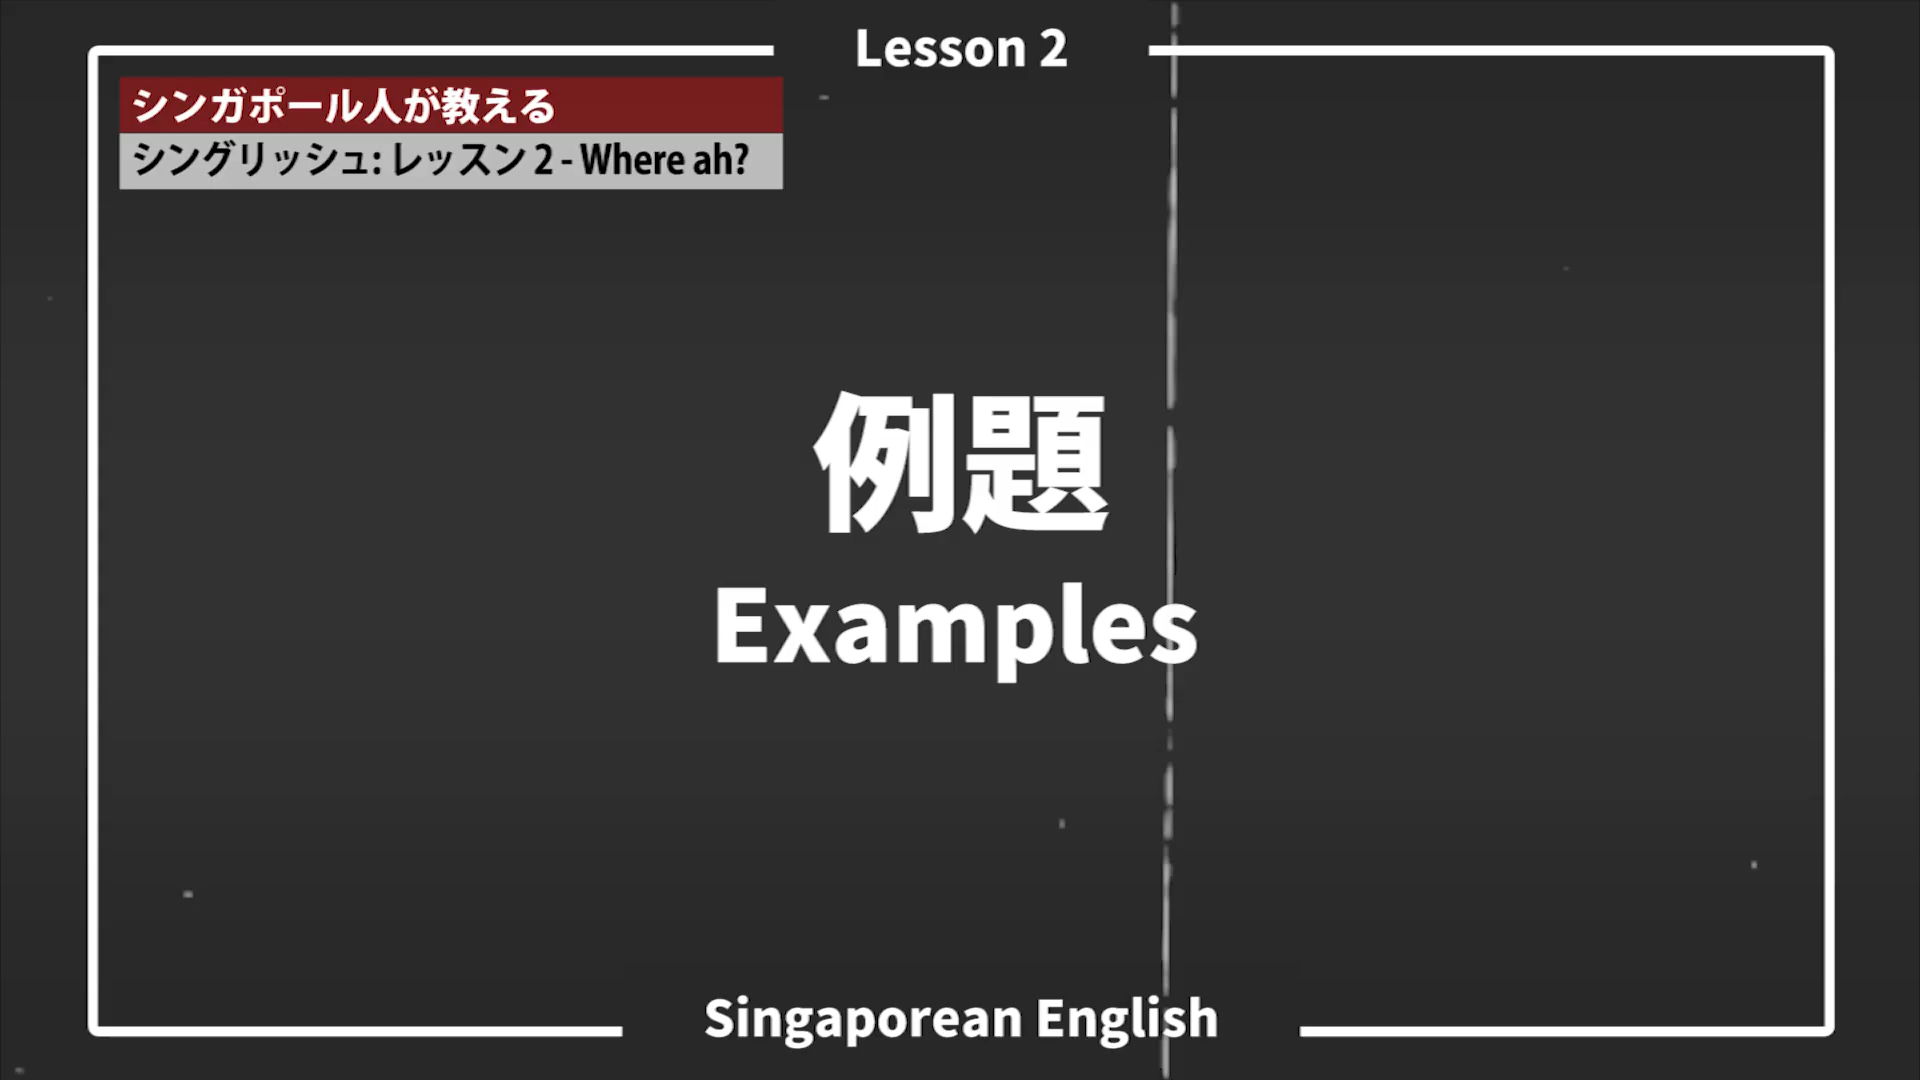 Lesson 2
シンガポール人が教える
シングリッシュ: レッスン 2 - Where ah?
例題
Examples
Singaporean English